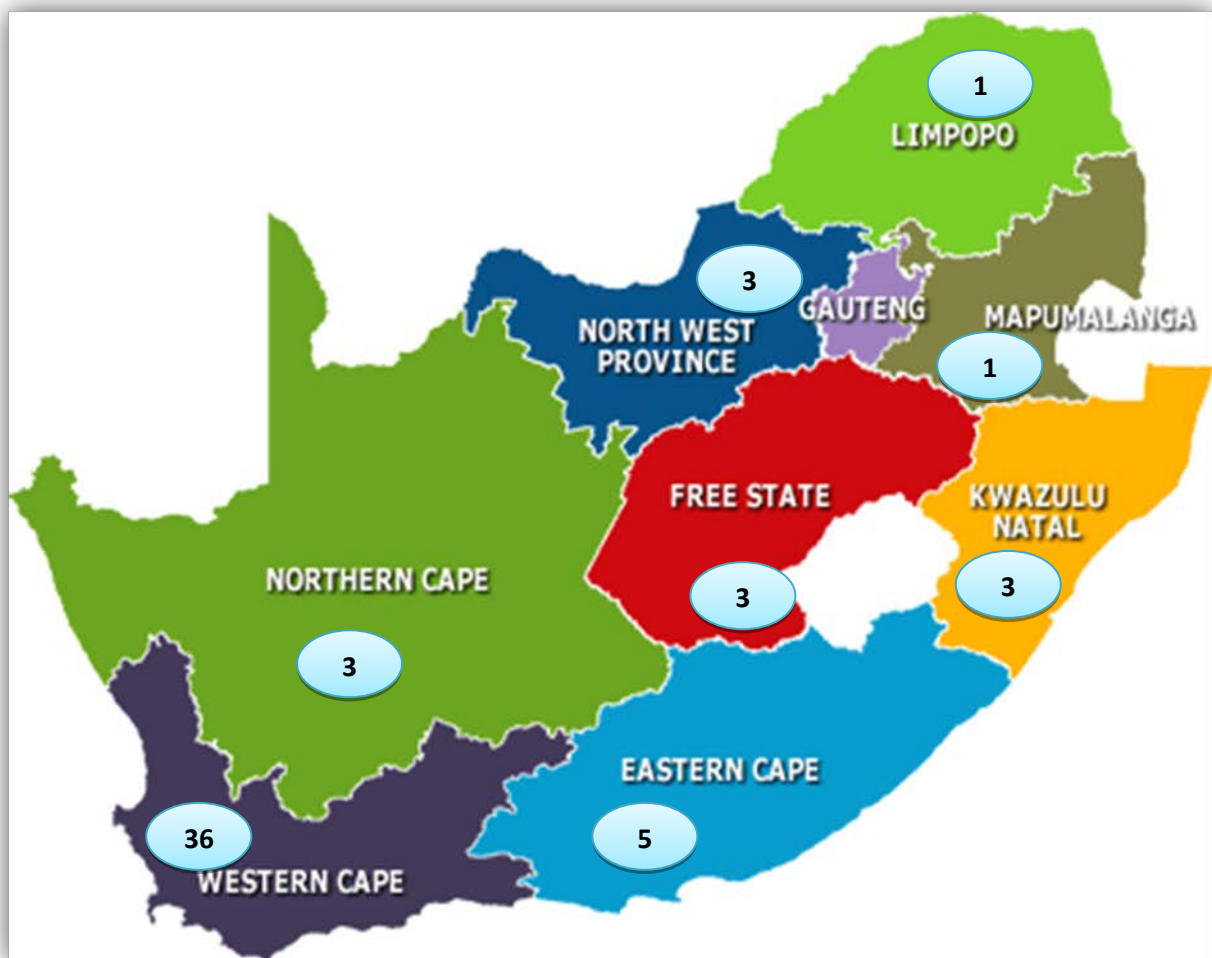 1
LIMPOPO
3
GAUTENG
NORTH WEST
PROVINCE
MAPUMALANGA
1
FREE STATE
KWAZULU
NATAL
3
3
NORTHERN CAPE
3
EASTERN CAPE
5
36
WESTERN CAPE